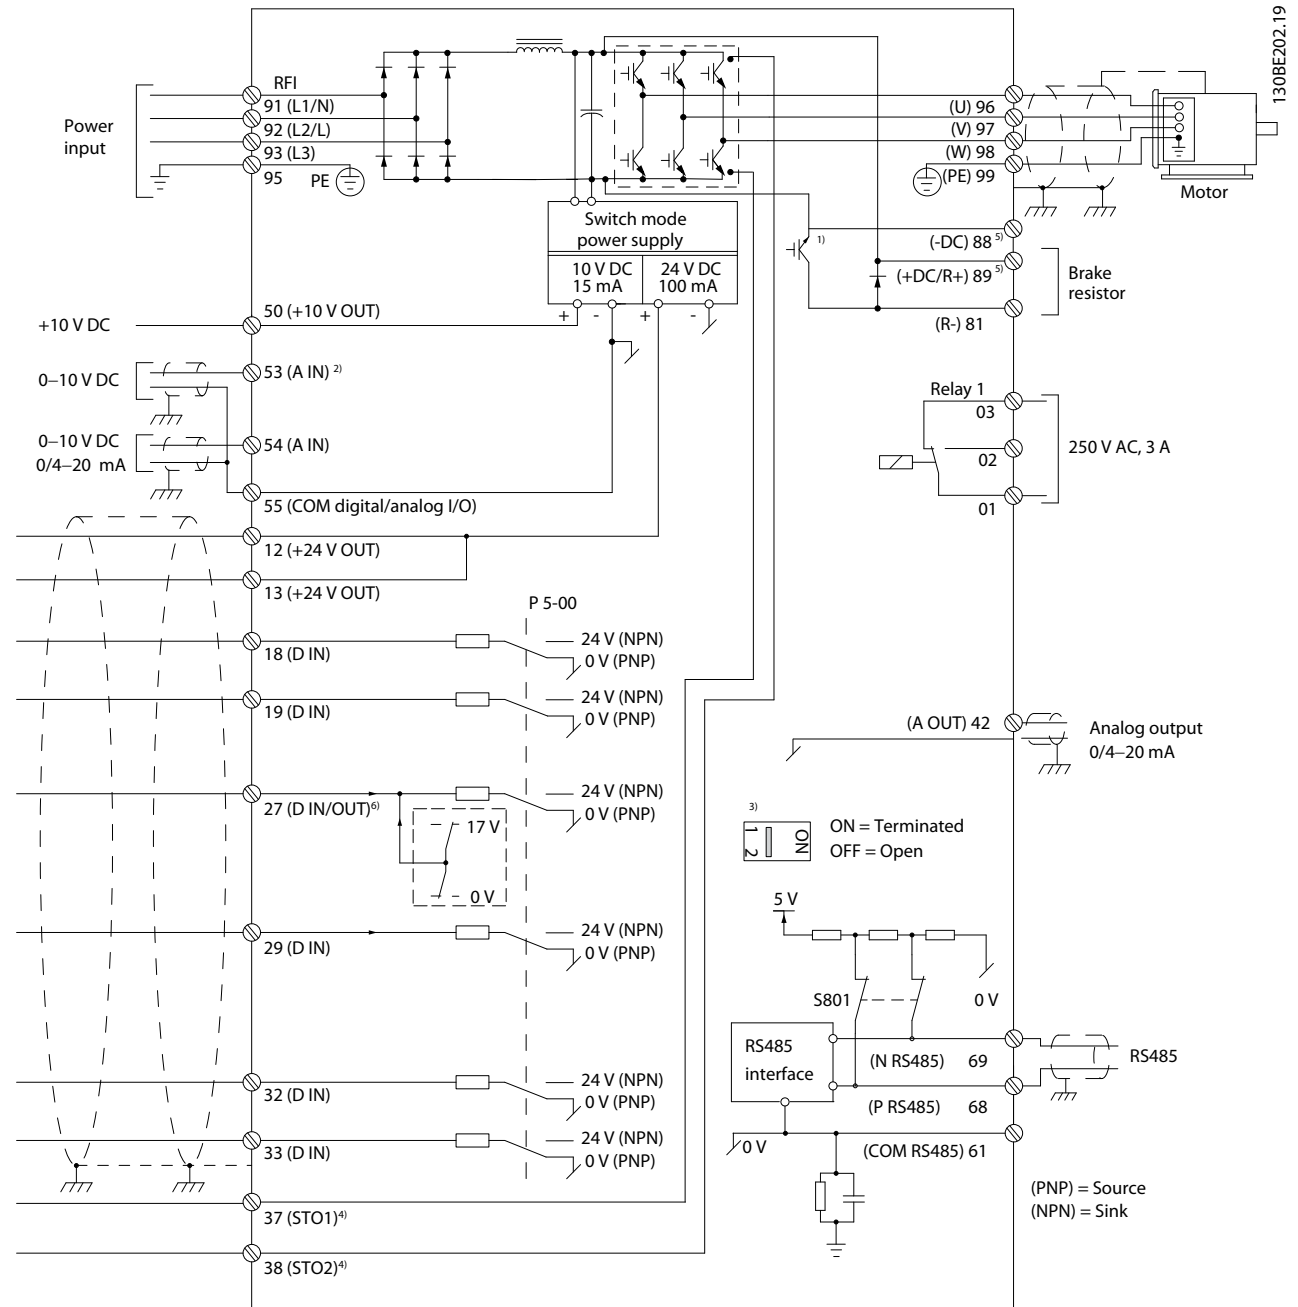 130BE202.19
Power
input
RFI
91 (L1/N)
92 (L2/L)
93 (L3)
95
PE
(U) 96
(V) 97
(W) 98
(PE) 99
Motor
Switch mode
power supply
10 V DC
15 mA
24 V DC
100 mA
+ - + -
1)
(-DC) 88 5)
(+DC/R+) 89 5)
(R-) 81
Brake
resistor
+10 V DC
50 (+10 V OUT)
0–10 V DC
53 (A IN) 2)
0–10 V DC
0/4–20 mA
54 (A IN)
55 (COM digital/analog I/O)
Relay 1
03
02
01
250 V AC, 3 A
12 (+24 V OUT)
13 (+24 V OUT)
P 5-00
18 (D IN)
24 V (NPN)
0 V (PNP)
19 (D IN)
24 V (NPN)
0 V (PNP)
27 (D IN/OUT) 6)
24 V (NPN)
0 V (PNP)
17 V
0 V
29 (D IN)
24 V (NPN)
0 V (PNP)
32 (D IN)
24 V (NPN)
0 V (PNP)
33 (D IN)
24 V (NPN)
0 V (PNP)
37 (STO1) 4)
38 (STO2) 4)
(A OUT) 42
Analog output
0/4–20 mA
3)
1 2 ON
ON = Terminated
OFF = Open
5 V
S801
0 V
RS485
interface
(N RS485) 69
(P RS485) 68
RS485
0 V
(COM RS485) 61
(PNP) = Source
(NPN) = Sink